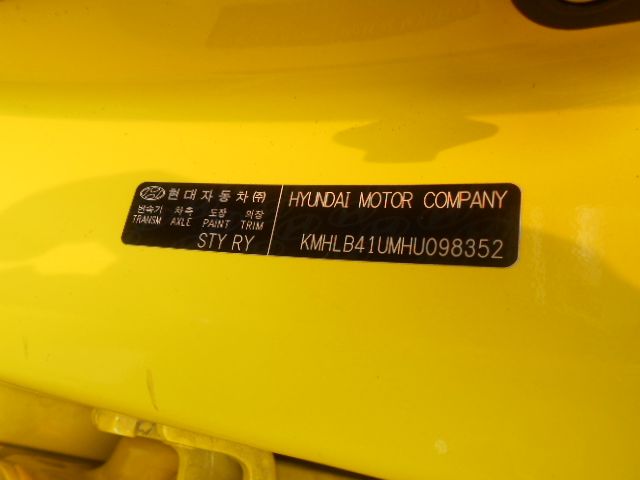 현대자동차㈜
변속기 차축 도장 의장
TRANSM AXLE PAINT TRIM
STY RY
HYUNDAI MOTOR COMPANY
KMHLB41UMHU098352